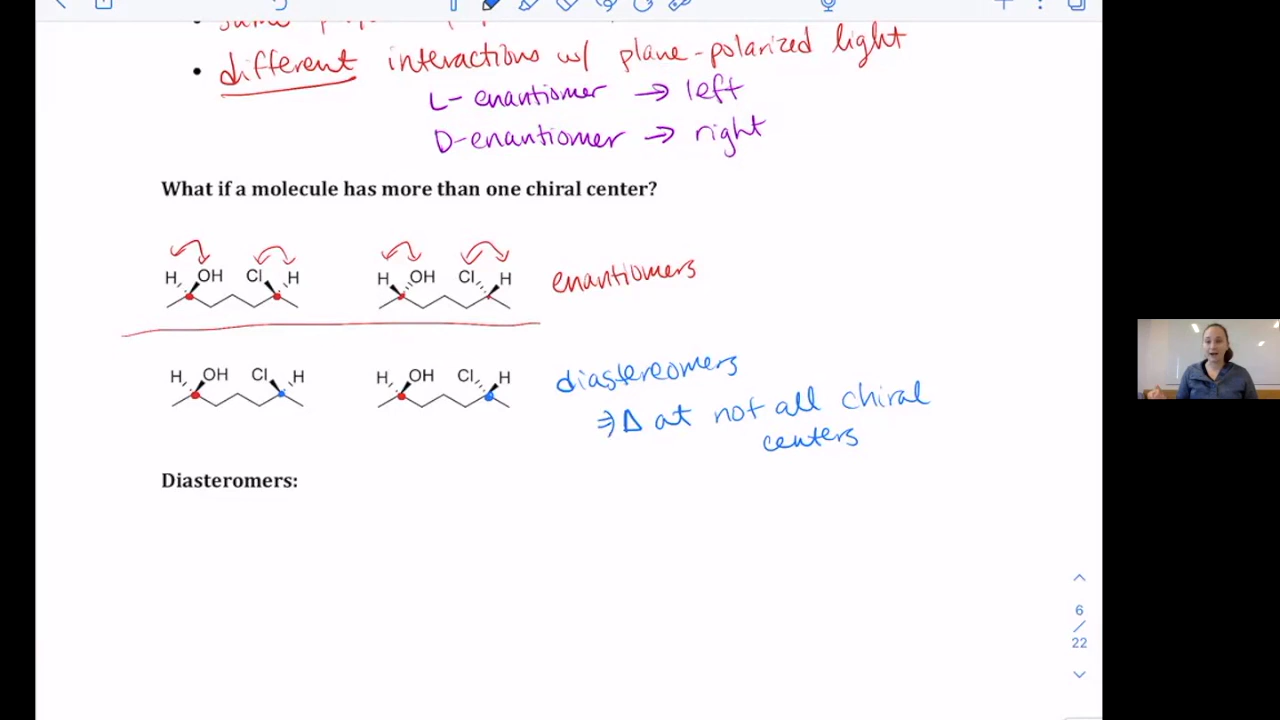 • different interactions w/ plane-polarized light
L- enantiomer → left
D-enantiomer → right
What if a molecule has more than one chiral center?
H OH Cl H H OH Cl H enantiomers
H OH Cl H H OH Cl H diastereomers
⇒ Δ at not all chiral
centers
Diasteromers:
6
/
22